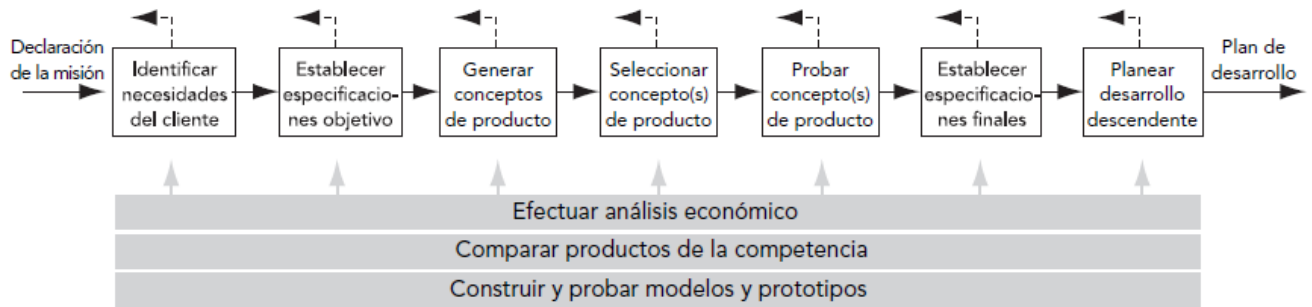 Declaración
de la misión
Identificar
necesidades
del cliente
Establecer
especificacio-
nes objetivo
Generar
conceptos
de producto
Seleccionar
concepto(s)
de producto
Probar
concepto(s)
de producto
Establecer
especificacio-
nes finales
Planear
desarrollo
descendente
Plan de
desarrollo
Efectuar análisis económico
Comparar productos de la competencia
Construir y probar modelos y prototipos